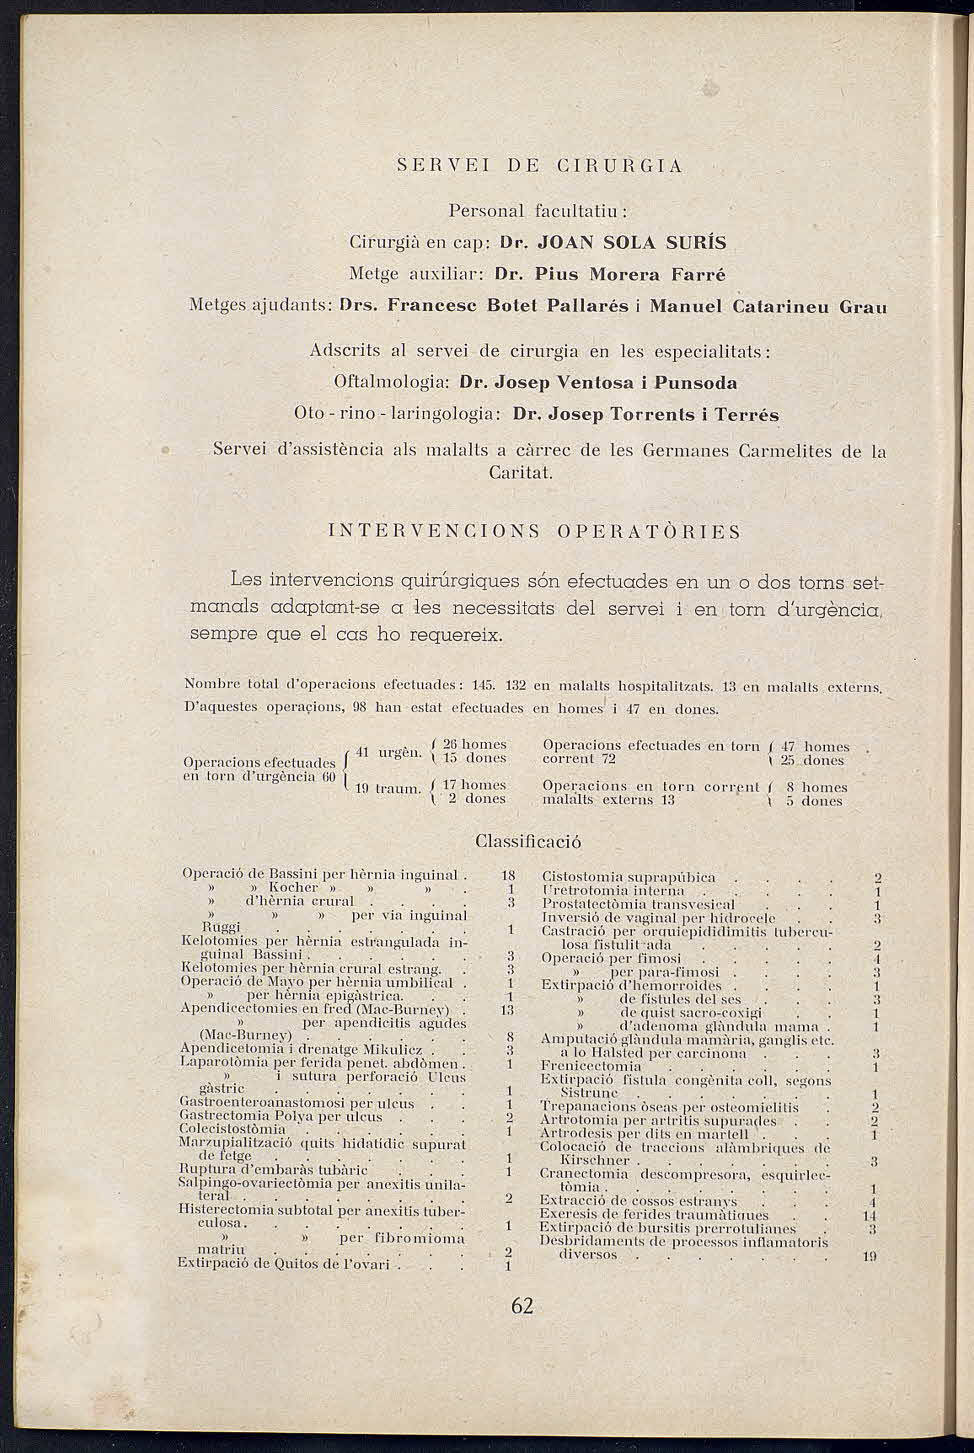 SERVEI DE CIRURGIA
Personal facultatiu:
Cirurgià en cap: Dr. JOAN SOLA SURÍS
Metge auxiliar: Dr. Pius Morera Farré
Metges ajudants: Drs. Francesc Botet Pallarés i Manuel Catarineu Grau
Adscrits al servei de cirurgia en les especialitats:
Oftalmologia: Dr. Josep Ventosa i Punsoda
Oto-rino-laringologia: Dr. Josep Torrents i Terrés
Servei d'assistència als malalts a càrrec de les Germanes Carmelites de la
Caritat.
INTERVENCIONS OPERATÒRIES
Les intervencions quirúrgiques són efectuades en un o dos torns set-
manals adaptant-se a les necessitats del servei i en torn d'urgència,
sempre que el cas ho requereix.
Nombre total d'operacions efectuades: 145. 132 en malalts hospitalitzats. 13 en malalts externs.
D'aquestes operaçions, 98 han estat efectuades en homes i 47 en dones.
Operacions efectuades
en torn d'urgència 60
41 urgèn.
26 homes
15 dones
19 traum.
17 homes
2 dones
Operacions efectuades en torn
corrent 72
47 homes
25 dones
Operacions en torn corrent
malalts externs 13
8 homes
5 dones
Classificació
Operació de Bassini per hèrnia inguinal . 18
» » Kocher » » » . 1
» d'hèrnia crural . . . . 3
» » » per via inguinal
Ruggi . . . . . . . 1
Kelotomies per hèrnia estrangulada in-
guinal Bassini . . . . . . 3
Kelotomies per hèrnia crural estrang. . 3
Operació de Mayo per hèrnia umbilical . 1
» per hèrnia epigàstrica. . . 1
Apendicectomies en fred (Mac-Burney) . 13
» per apendicitis agudes
(Mac-Burney) . . . . . . 8
Apendicetomia i drenatge Mikulicz . . 3
Laparotòmia per ferida penet. abdòmen . 1
» i sutura perforació Ulcus
gàstric . . . . . . . 1
Gastroenteroanastomosi per ulcus . . 1
Gastrectomia Polya per ulcus . . . 2
Colecistostòmia . . . . . . 1
Marzupialització quits hidatidic supurat
de fetge . . . . . . . 1
Ruptura d'embaràs tubàric . . . 1
Salpingo-ovariectòmia per anexitis unila-
teral . . . . . . . . 2
Histerectomia subtotal per anexitis tuber-
culosa . . . . . . . . 1
» » per fibromioma
matriu . . . . . . . 2
Extirpació de Quitos de l'ovari . . . 1
Cistostomia suprapúbica . . . . 2
Uretrotomia interna . . . . . 1
Prostatectòmia transvesical . . . 1
Inversió de vaginal per hidrocele . . 3
Castració per orquiepididimitis tubercu-
losa fistulitzada . . . . . 2
Operació per fimosi . . . . . 4
» per para-fimosi . . . . 3
Extirpació d'hemorroides . . . . 1
» de fístules del ses . . . 3
» de quist sacro-coxigi . . 1
» d'adenoma glàndula mama . 1
Amputació glàndula mamària, ganglis etc.
a lo Halsted per carcinona . . . 3
Frenicectomia . . . . . . 1
Extirpació fistula congènita coll, segons
Sistrunc . . . . . . . 1
Trepanacions òseas per osteomielitis . 2
Artrotomia per artritis supurades . . 2
Artrodesis per dits en martell . . . 1
Colocació de traccions alàmbriques de
Kirschner . . . . . . . 3
Cranectomia descompresora, esquirlec-
tòmia . . . . . . . . 1
Extracció de cossos estranys . . . 4
Exeresis de ferides traumàtiques . . 14
Extirpació de bursitis prerrotulianes . 3
Desbridaments de processos inflamatoris
diversos . . . . . . . 19
62